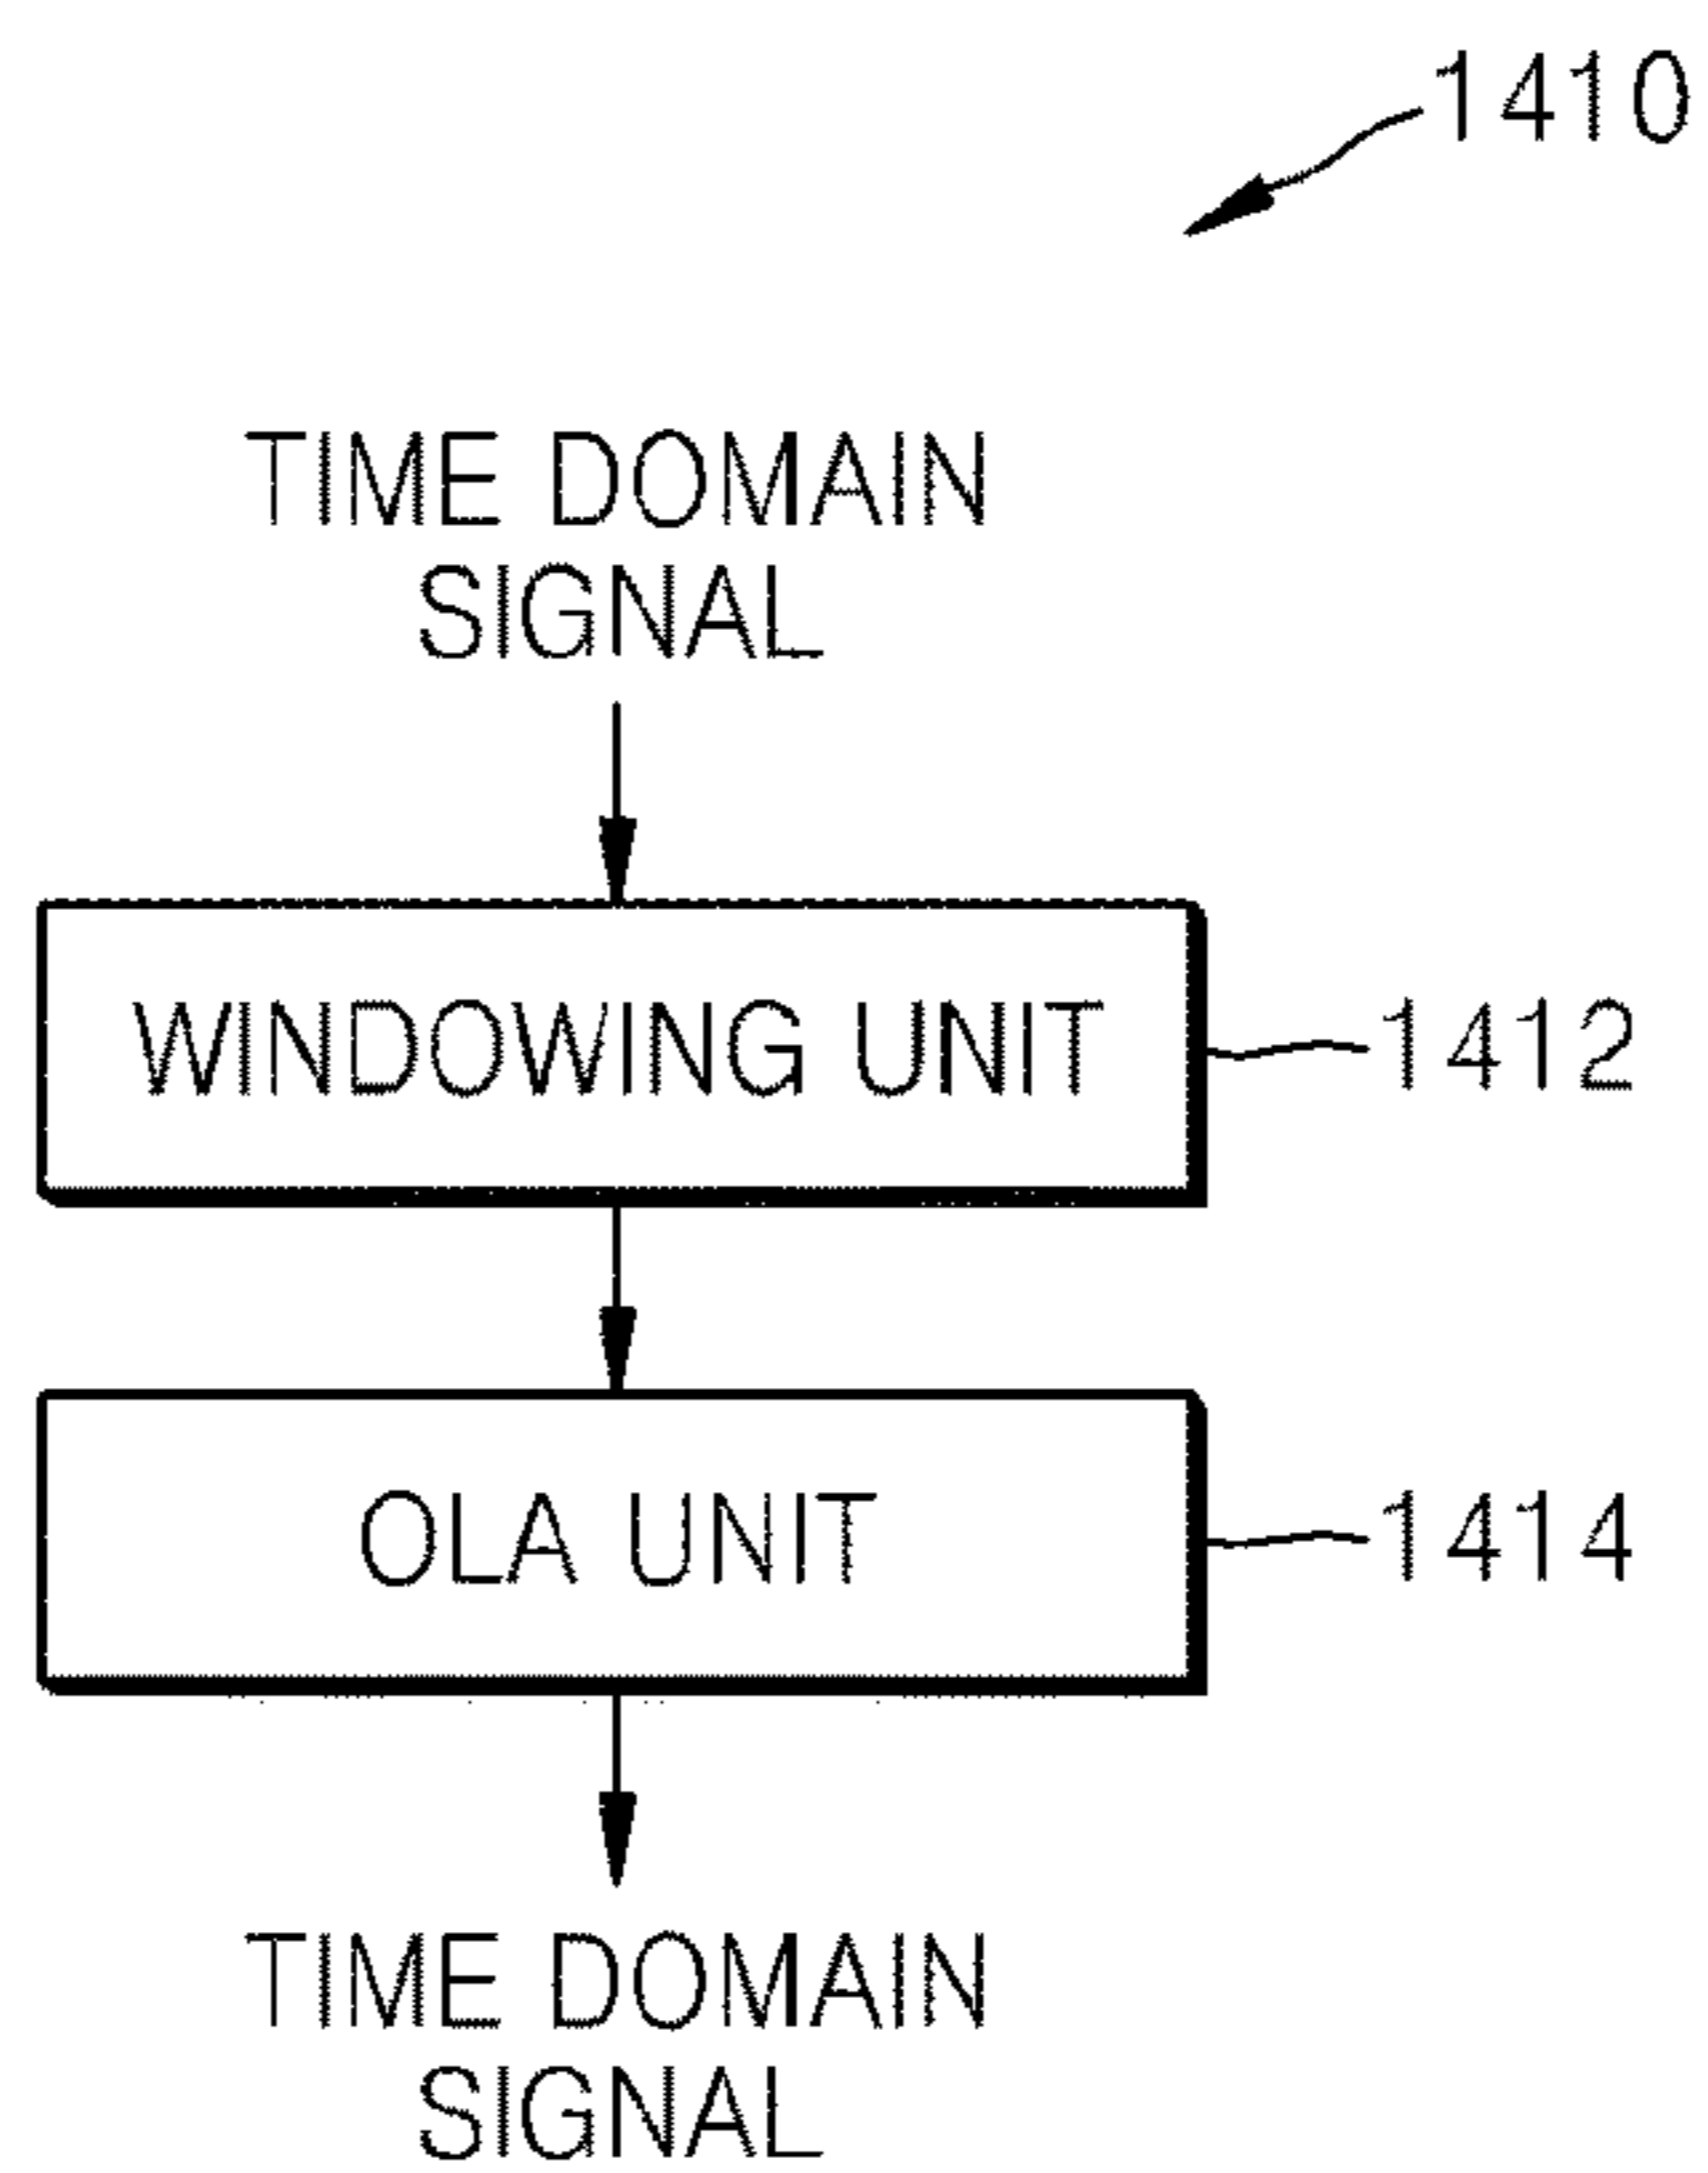 1410
TIME DOMAIN
SIGNAL
WINDOWING UNIT
1412
OLA UNIT
1414
TIME DOMAIN
SIGNAL